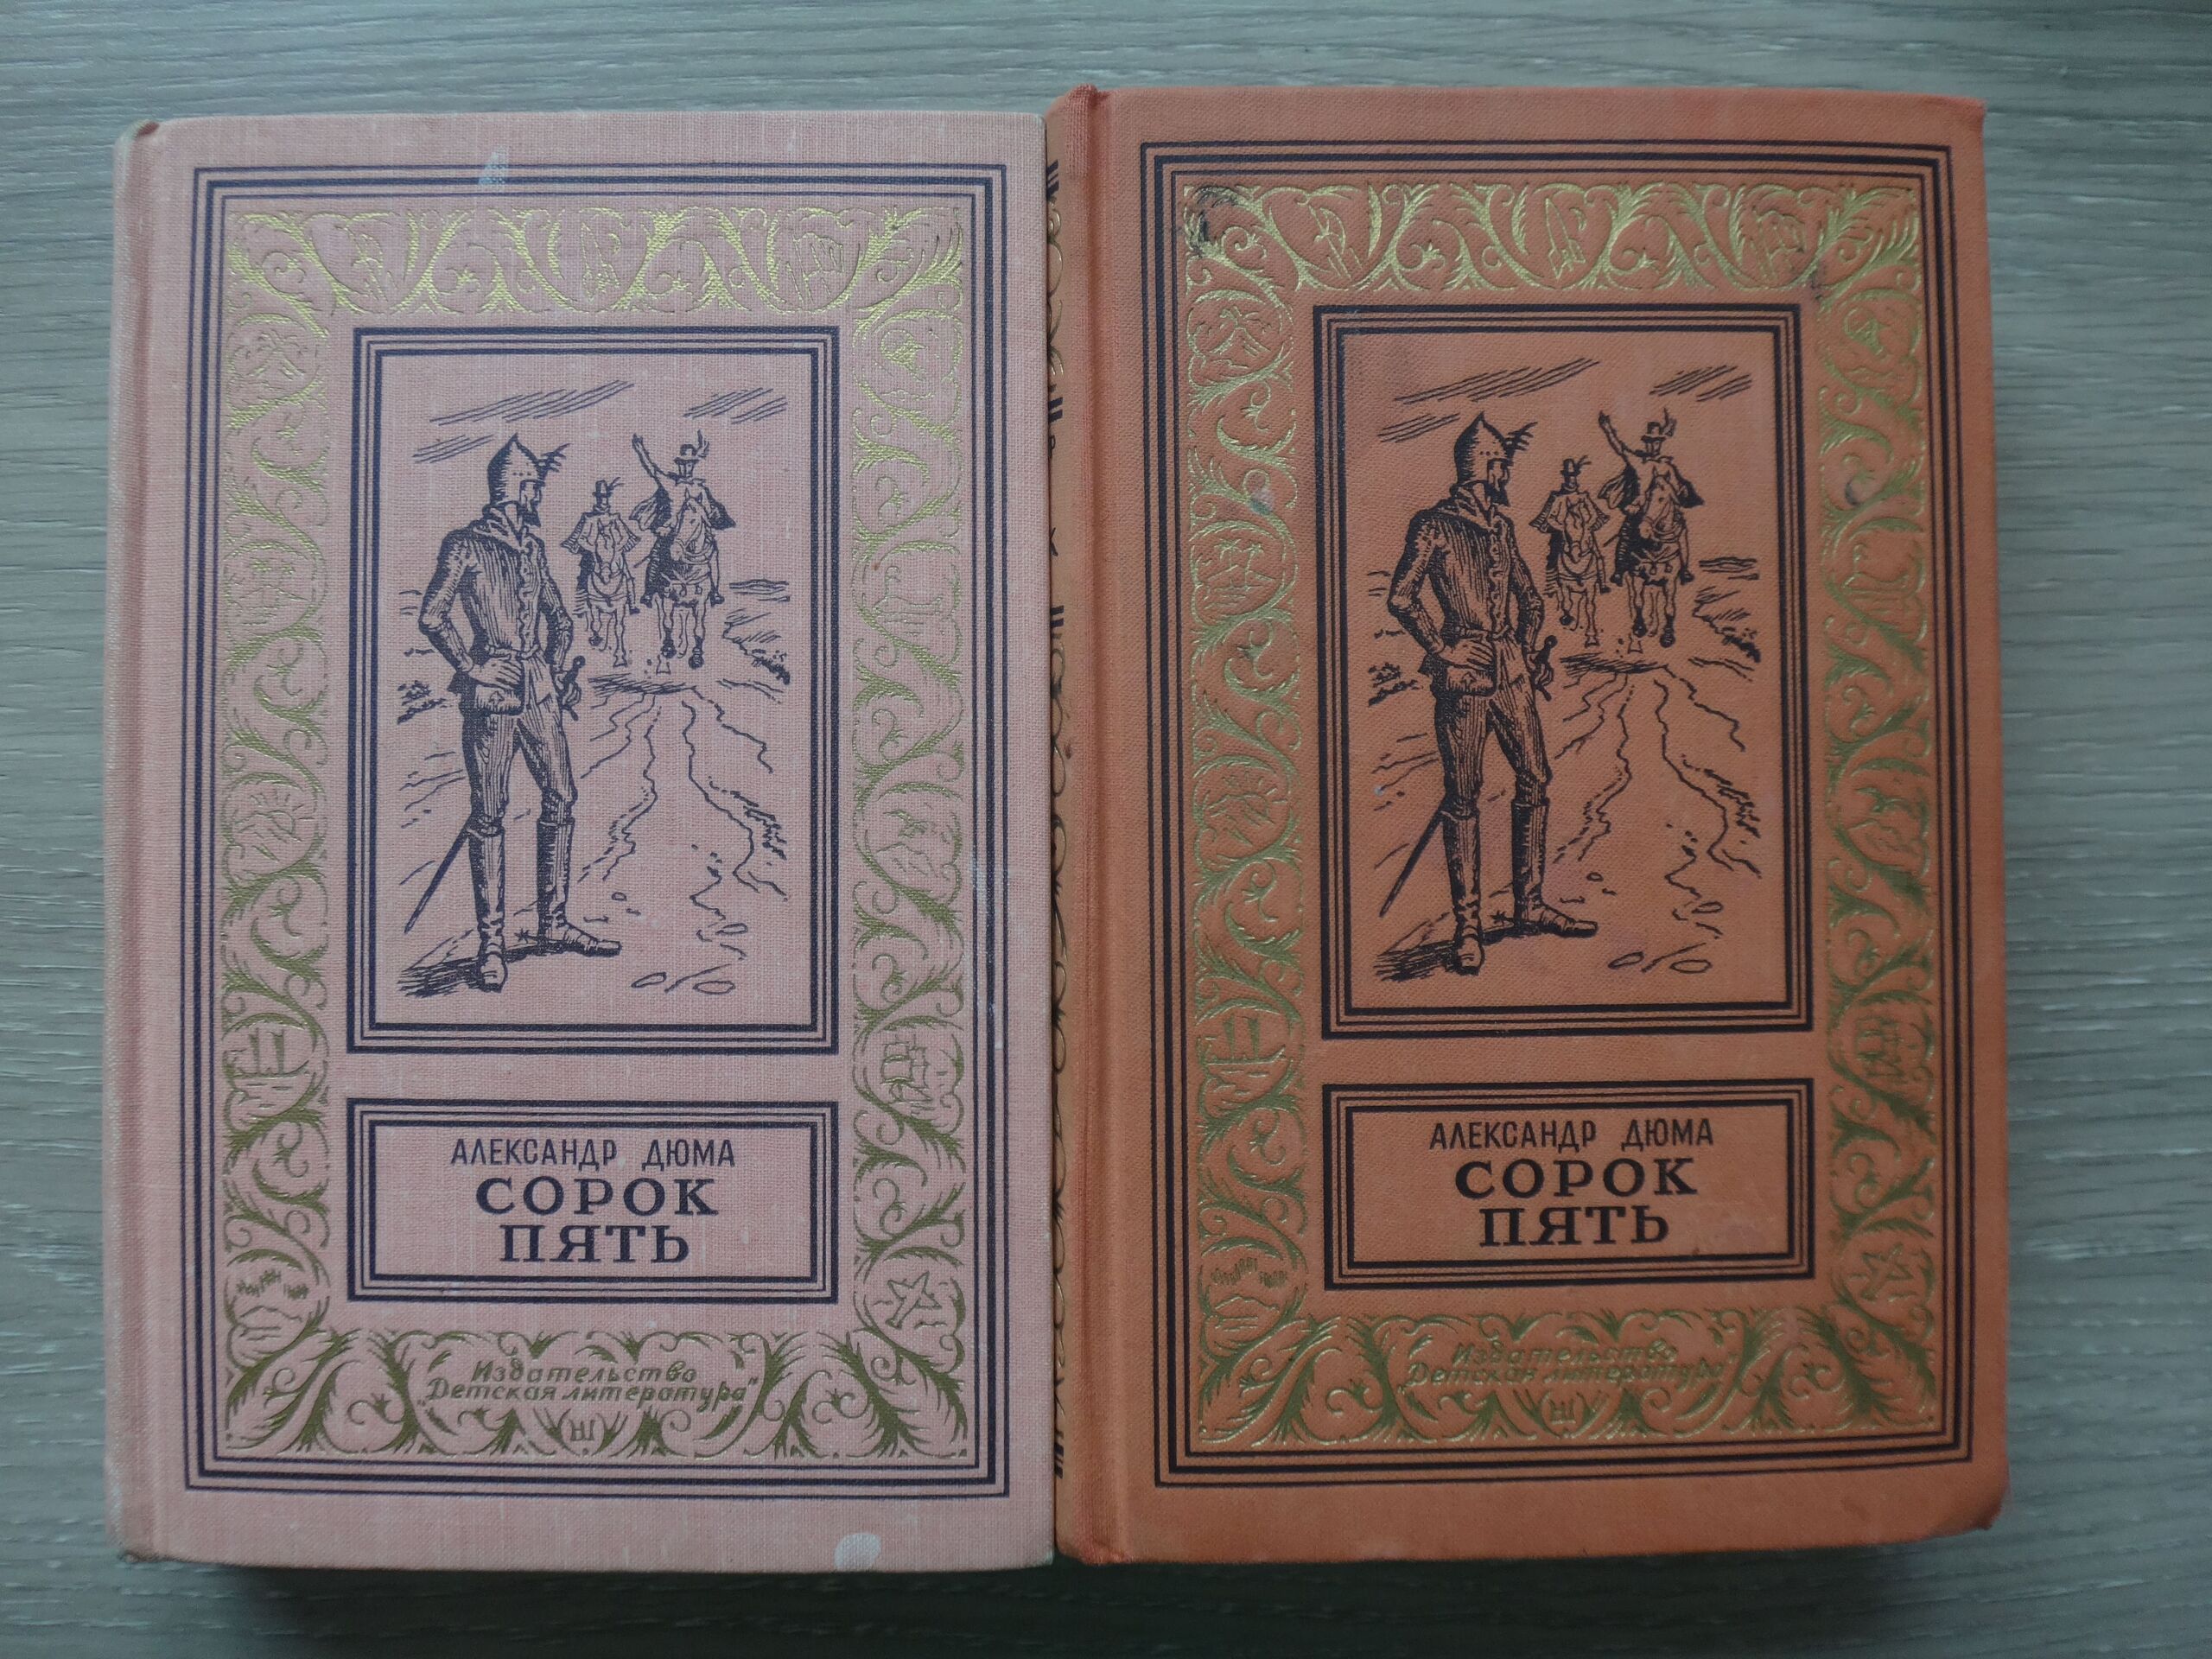 АЛЕКСАНДР ДЮМА
СОРОК
ПЯТЬ
Издательство
"Детская литература"
АЛЕКСАНДР ДЮМА
СОРОК
ПЯТЬ
Издательство
"Детская литература"